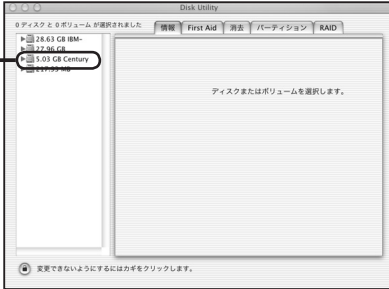 Disk Utility
0 ディスク と 0 ボリューム が選択されました
情報 First Aid 消去 パーティション RAID
28.63 GB IBM-
27.96 GB
5.03 GB Century
217.93 MB
ディスクまたはボリュームを選択します。
変更できないようにするにはカギをクリックします。